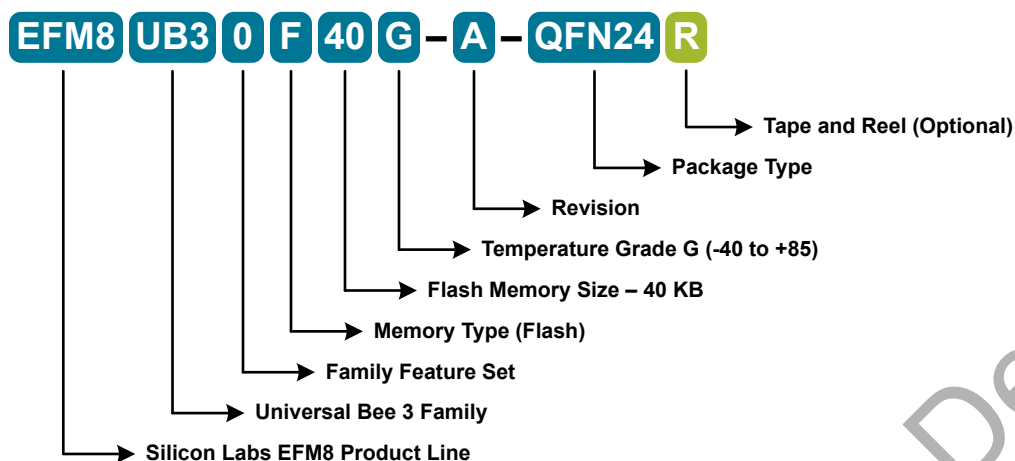 EFM8 UB3 0 F 40 G – A – QFN24 R
Tape and Reel (Optional)
Package Type
Revision
Temperature Grade G (-40 to +85)
Flash Memory Size – 40 KB
Memory Type (Flash)
Family Feature Set
Universal Bee 3 Family
Silicon Labs EFM8 Product Line